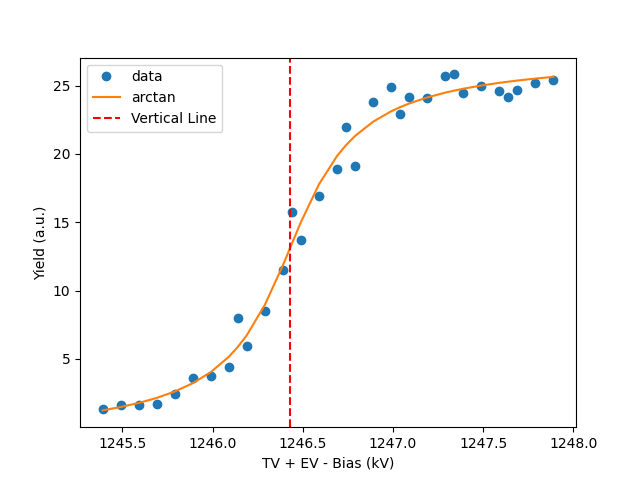 data
arctan
Vertical Line
25
20
15
10
5
Yield (a.u.)
1245.5 1246.0 1246.5 1247.0 1247.5 1248.0
TV + EV - Bias (kV)